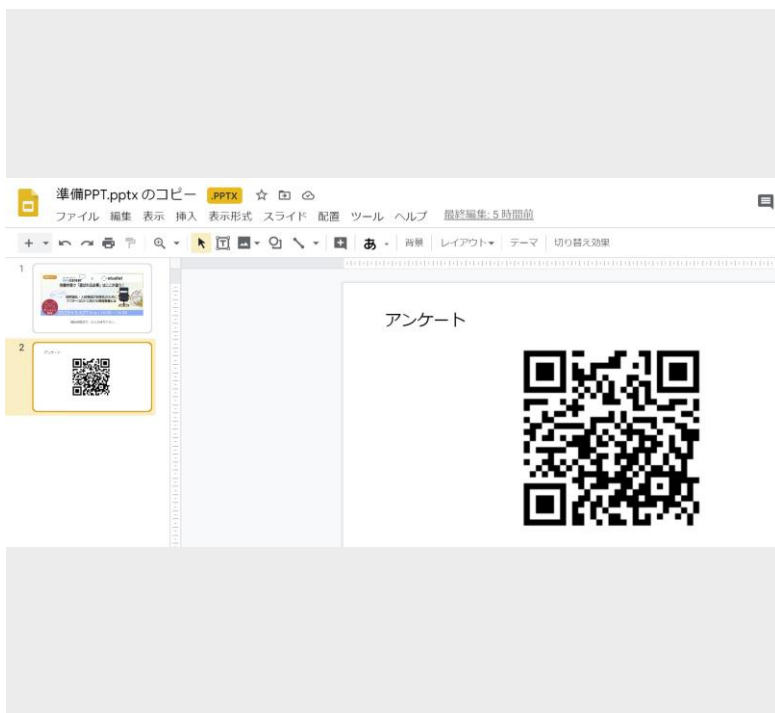 準備PPT.pptx のコピー .PPTX
ファイル 編集 表示 挿入 表示形式 スライド 配置 ツール ヘルプ 最終編集: 5 時間前
あ 背景 レイアウト テーマ 切り替え効果
1
2
アンケート
アンケート